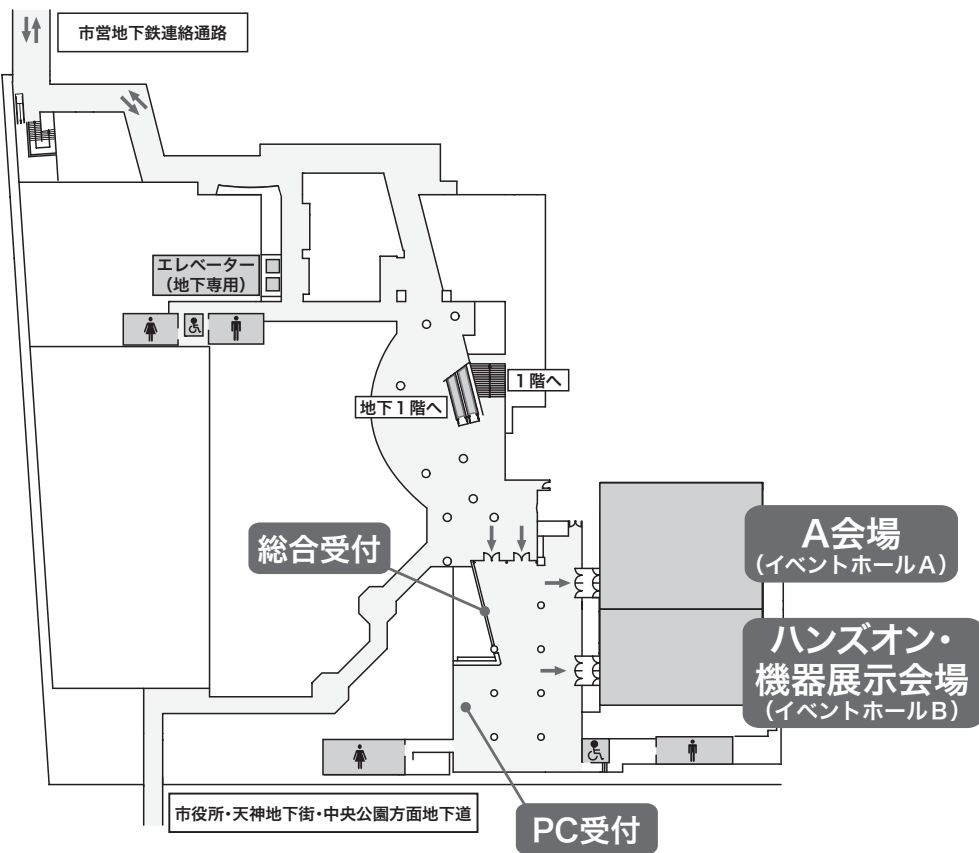 市営地下鉄連絡通路
エレベーター
（地下専用）
1階へ
地下1階へ
総合受付
A会場
（イベントホールA）
ハンズオン・
機器展示会場
（イベントホールB）
市役所・天神地下街・中央公園方面地下道
PC受付